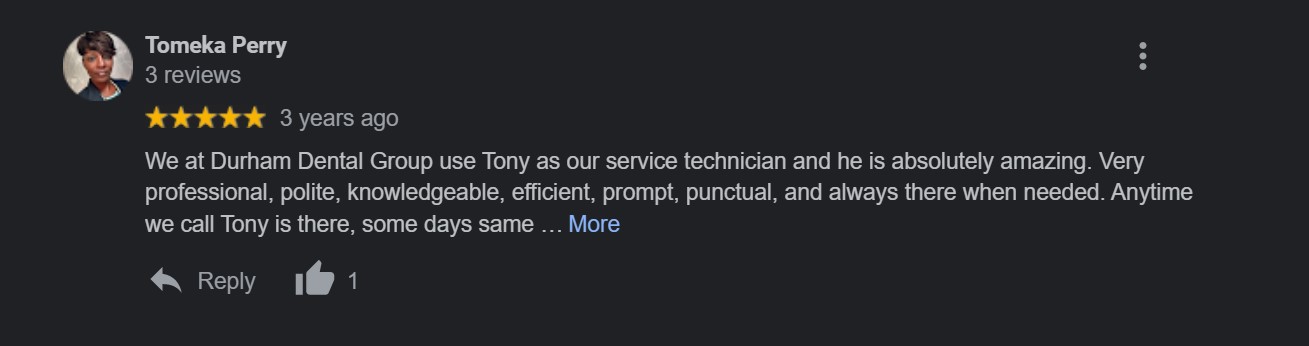 Tomeka Perry
3 reviews
3 years ago
We at Durham Dental Group use Tony as our service technician and he is absolutely amazing. Very
professional, polite, knowledgeable, efficient, prompt, punctual, and always there when needed. Anytime
we call Tony is there, some days same … More
Reply 1